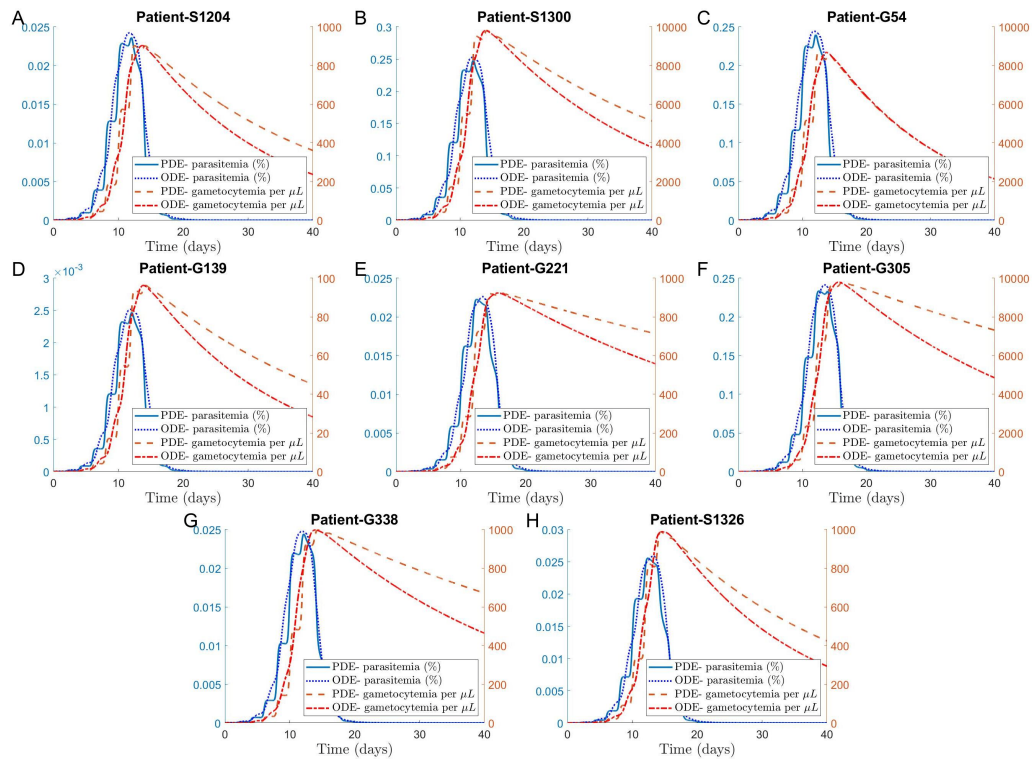 A Patient-S1204
0.025 1000
0.02 800
0.015 600
0.01 400
0.005 200
0 0
0 10 20 30 40
PDE- parasitemia (%)
ODE- parasitemia (%)
PDE- gametocytemia per μL
ODE- gametocytemia per μL
Time (days)
B Patient-S1300
0.3 10000
0.25 8000
0.2 6000
0.15
0.1 4000
0.05 2000
0 0
0 10 20 30 40
PDE- parasitemia (%)
ODE- parasitemia (%)
PDE- gametocytemia per μL
ODE- gametocytemia per μL
Time (days)
C Patient-G54
0.25 10000
0.2 8000
0.15 6000
0.1 4000
0.05 2000
0 0
0 10 20 30 40
PDE- parasitemia (%)
ODE- parasitemia (%)
PDE- gametocytemia per μL
ODE- gametocytemia per μL
Time (days)
D ×10⁻³ Patient-G139
3 100
2.5 80
2 60
1.5
1 40
0.5 20
0 0
0 10 20 30 40
PDE- parasitemia (%)
ODE- parasitemia (%)
PDE- gametocytemia per μL
ODE- gametocytemia per μL
Time (days)
E Patient-G221
0.025 1000
0.02 800
0.015 600
0.01 400
0.005 200
0 0
0 10 20 30 40
PDE- parasitemia (%)
ODE- parasitemia (%)
PDE- gametocytemia per μL
ODE- gametocytemia per μL
Time (days)
F Patient-G305
0.25 10000
0.2 8000
0.15 6000
0.1 4000
0.05 2000
0 0
0 10 20 30 40
PDE- parasitemia (%)
ODE- parasitemia (%)
PDE- gametocytemia per μL
ODE- gametocytemia per μL
Time (days)
G Patient-G338
0.025 1000
0.02 800
0.015 600
0.01 400
0.005 200
0 0
0 10 20 30 40
PDE- parasitemia (%)
ODE- parasitemia (%)
PDE- gametocytemia per μL
ODE- gametocytemia per μL
Time (days)
H Patient-S1326
0.03 1000
0.025 800
0.02 600
0.015
0.01 400
0.005 200
0 0
0 10 20 30 40
PDE- parasitemia (%)
ODE- parasitemia (%)
PDE- gametocytemia per μL
ODE- gametocytemia per μL
Time (days)